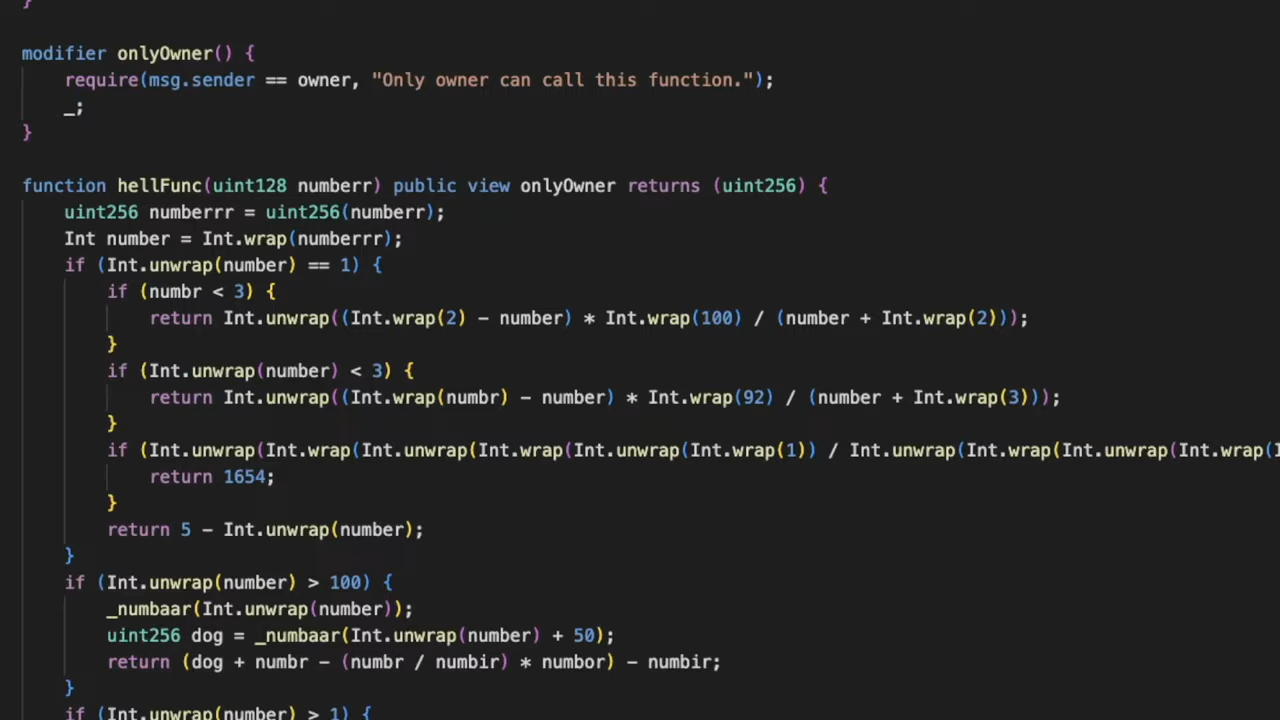 }
modifier onlyOwner() {
require(msg.sender == owner, "Only owner can call this function.");
_;
}
function hellFunc(uint128 numberr) public view onlyOwner returns (uint256) {
uint256 numberrr = uint256(numberr);
Int number = Int.wrap(numberrr);
if (Int.unwrap(number) == 1) {
if (numbr < 3) {
return Int.unwrap((Int.wrap(2) - number) * Int.wrap(100) / (number + Int.wrap(2)));
}
if (Int.unwrap(number) < 3) {
return Int.unwrap((Int.wrap(numbr) - number) * Int.wrap(92) / (number + Int.wrap(3)));
}
if (Int.unwrap(Int.wrap(Int.unwrap(Int.wrap(Int.unwrap(Int.wrap(1)) / Int.unwrap(Int.wrap(Int.unwrap(Int.wrap(
return 1654;
}
return 5 - Int.unwrap(number);
}
if (Int.unwrap(number) > 100) {
_numbaar(Int.unwrap(number));
uint256 dog = _numbaar(Int.unwrap(number) + 50);
return (dog + numbr - (numbr / numbir) * numbor) - numbir;
}
if (Int.unwrap(number) > 1) {